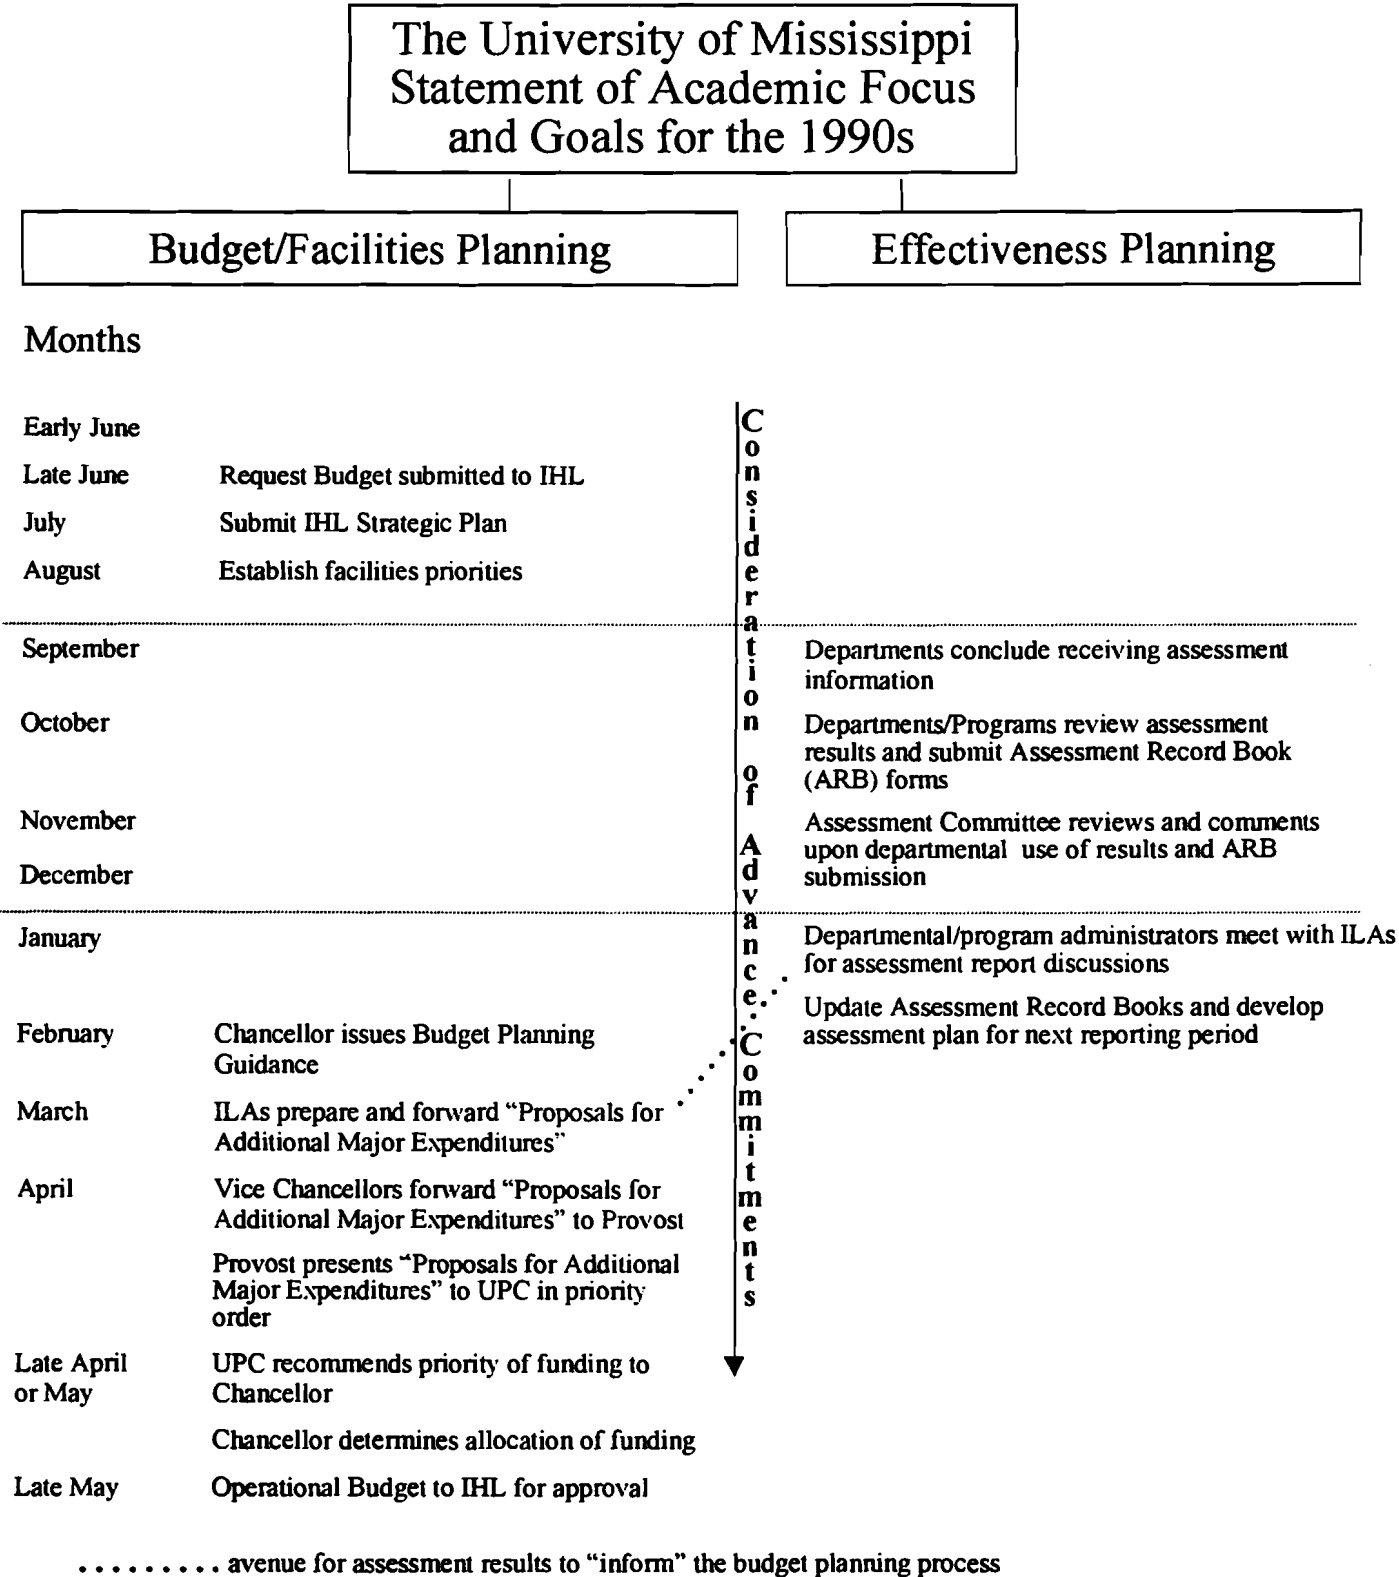 The University of Mississippi
Statement of Academic Focus
and Goals for the 1990s
Budget/Facilities Planning
Effectiveness Planning
Months
Early June
Late June
Request Budget submitted to IHL
July
Submit IHL Strategic Plan
August
Establish facilities priorities
Consideration of Advance Commitments
September
Departments conclude receiving assessment
information
October
Departments/Programs review assessment
results and submit Assessment Record Book
(ARB) forms
November
December
Assessment Committee reviews and comments
upon departmental use of results and ARB
submission
January
Departmental/program administrators meet with ILAs
for assessment report discussions
Update Assessment Record Books and develop
assessment plan for next reporting period
February
Chancellor issues Budget Planning
Guidance
March
ILAs prepare and forward “Proposals for
Additional Major Expenditures”
April
Vice Chancellors forward “Proposals for
Additional Major Expenditures” to Provost
Provost presents “Proposals for Additional
Major Expenditures” to UPC in priority
order
Late April
or May
UPC recommends priority of funding to
Chancellor
Chancellor determines allocation of funding
Late May
Operational Budget to IHL for approval
. . . . . . . . . avenue for assessment results to “inform” the budget planning process